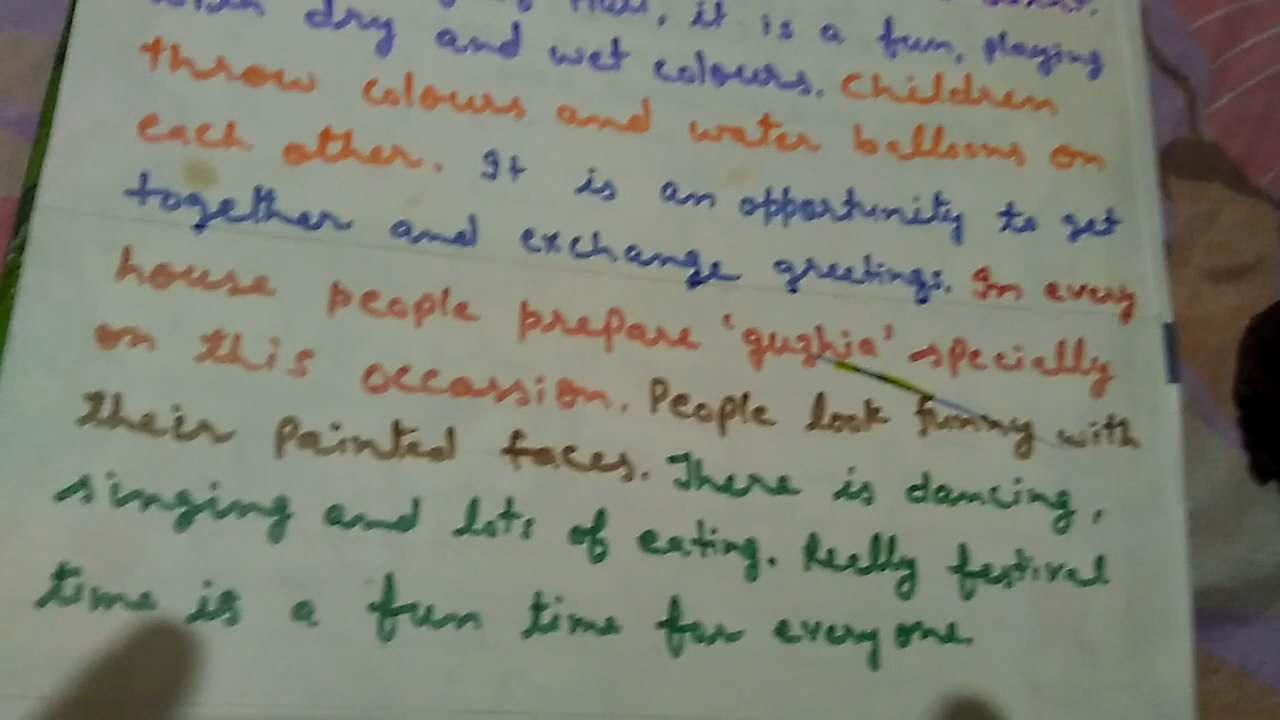 it is a fun, playing
dry and wet colours. Children
throw colours and water balloons on
each other. It is an opportunity to get
together and exchange greetings. In every
house people prepare 'guzhia' specially
on this occassion. People look funny with
their painted faces. There is dancing,
singing and lots of eating. Really festival
time is a fun time for everyone.